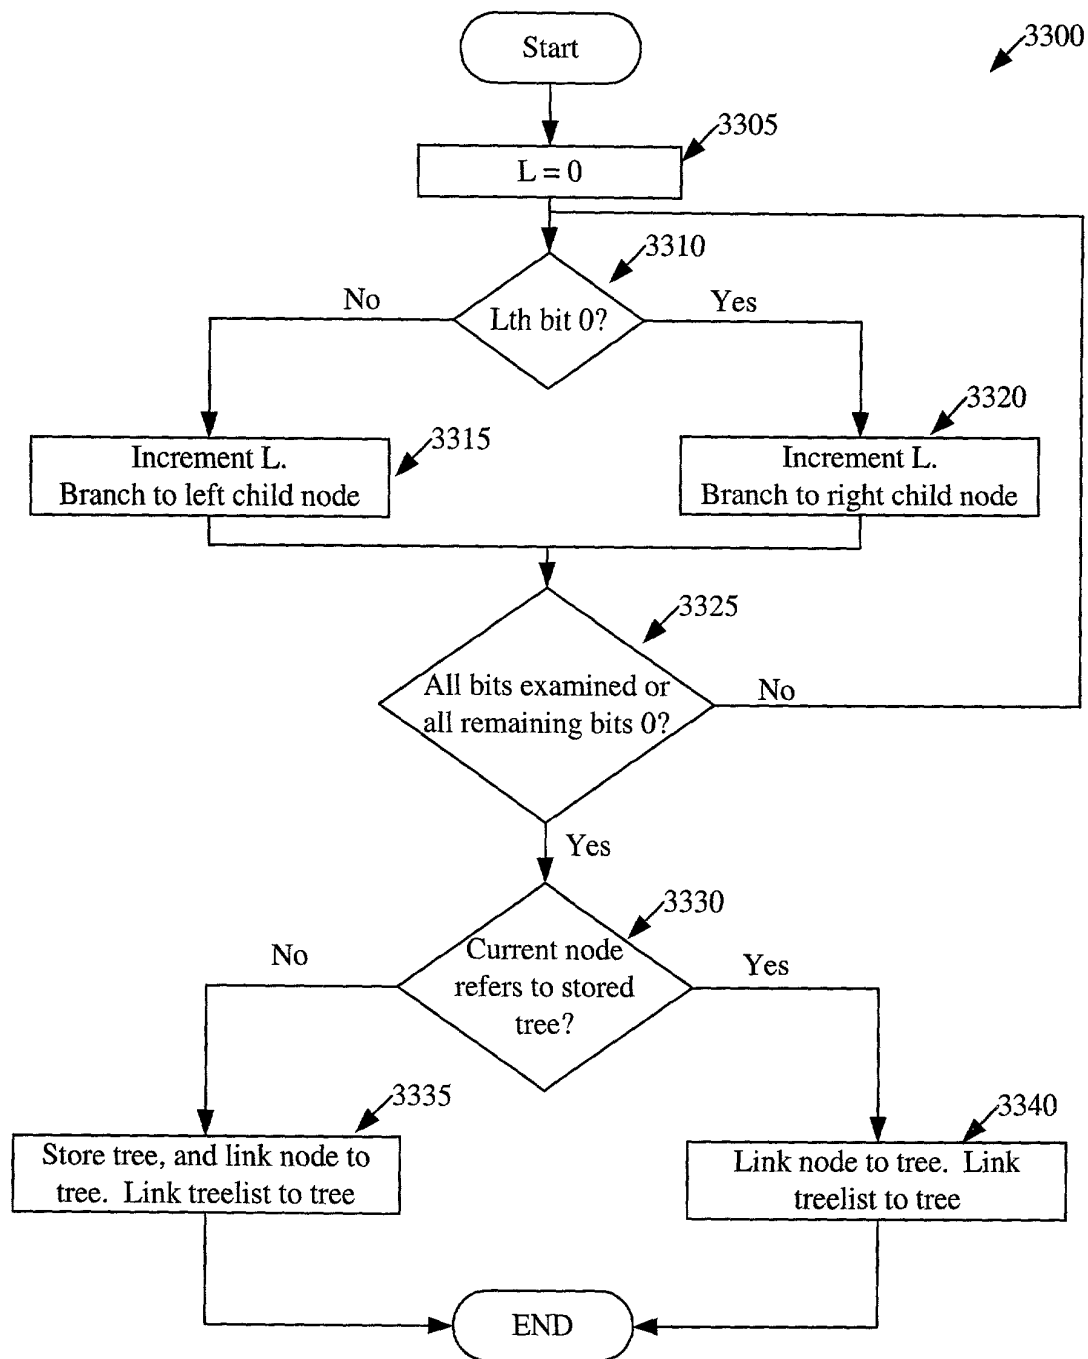 Start
3300
3305
L = 0
3310
No
Lth bit 0?
Yes
3320
3315
Increment L.
Branch to left child node
Increment L.
Branch to right child node
3325
All bits examined or
all remaining bits 0?
No
Yes
3330
No
Current node
refers to stored
tree?
Yes
3335
3340
Store tree, and link node to
tree. Link treelist to tree
Link node to tree. Link
treelist to tree
END